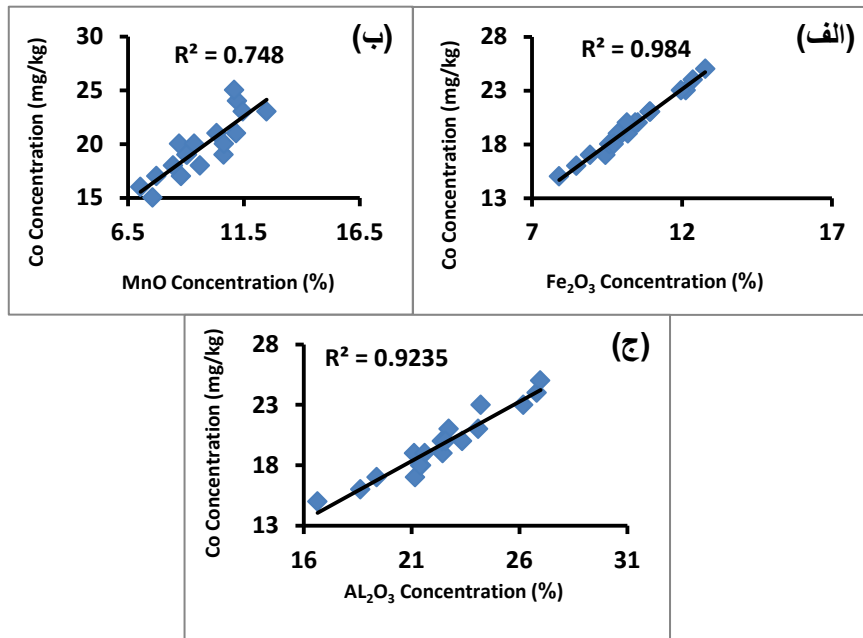 (ب)
R² = 0.748
Co Concentration (mg/kg)
30
25
20
15
6.5 11.5 16.5
MnO Concentration (%)
(الف)
R² = 0.984
Co Concentration (mg/kg)
28
23
18
13
7 12 17
Fe₂O₃ Concentration (%)
(ج)
R² = 0.9235
Co Concentration (mg/kg)
28
23
18
13
16 21 26 31
AL₂O₃ Concentration (%)